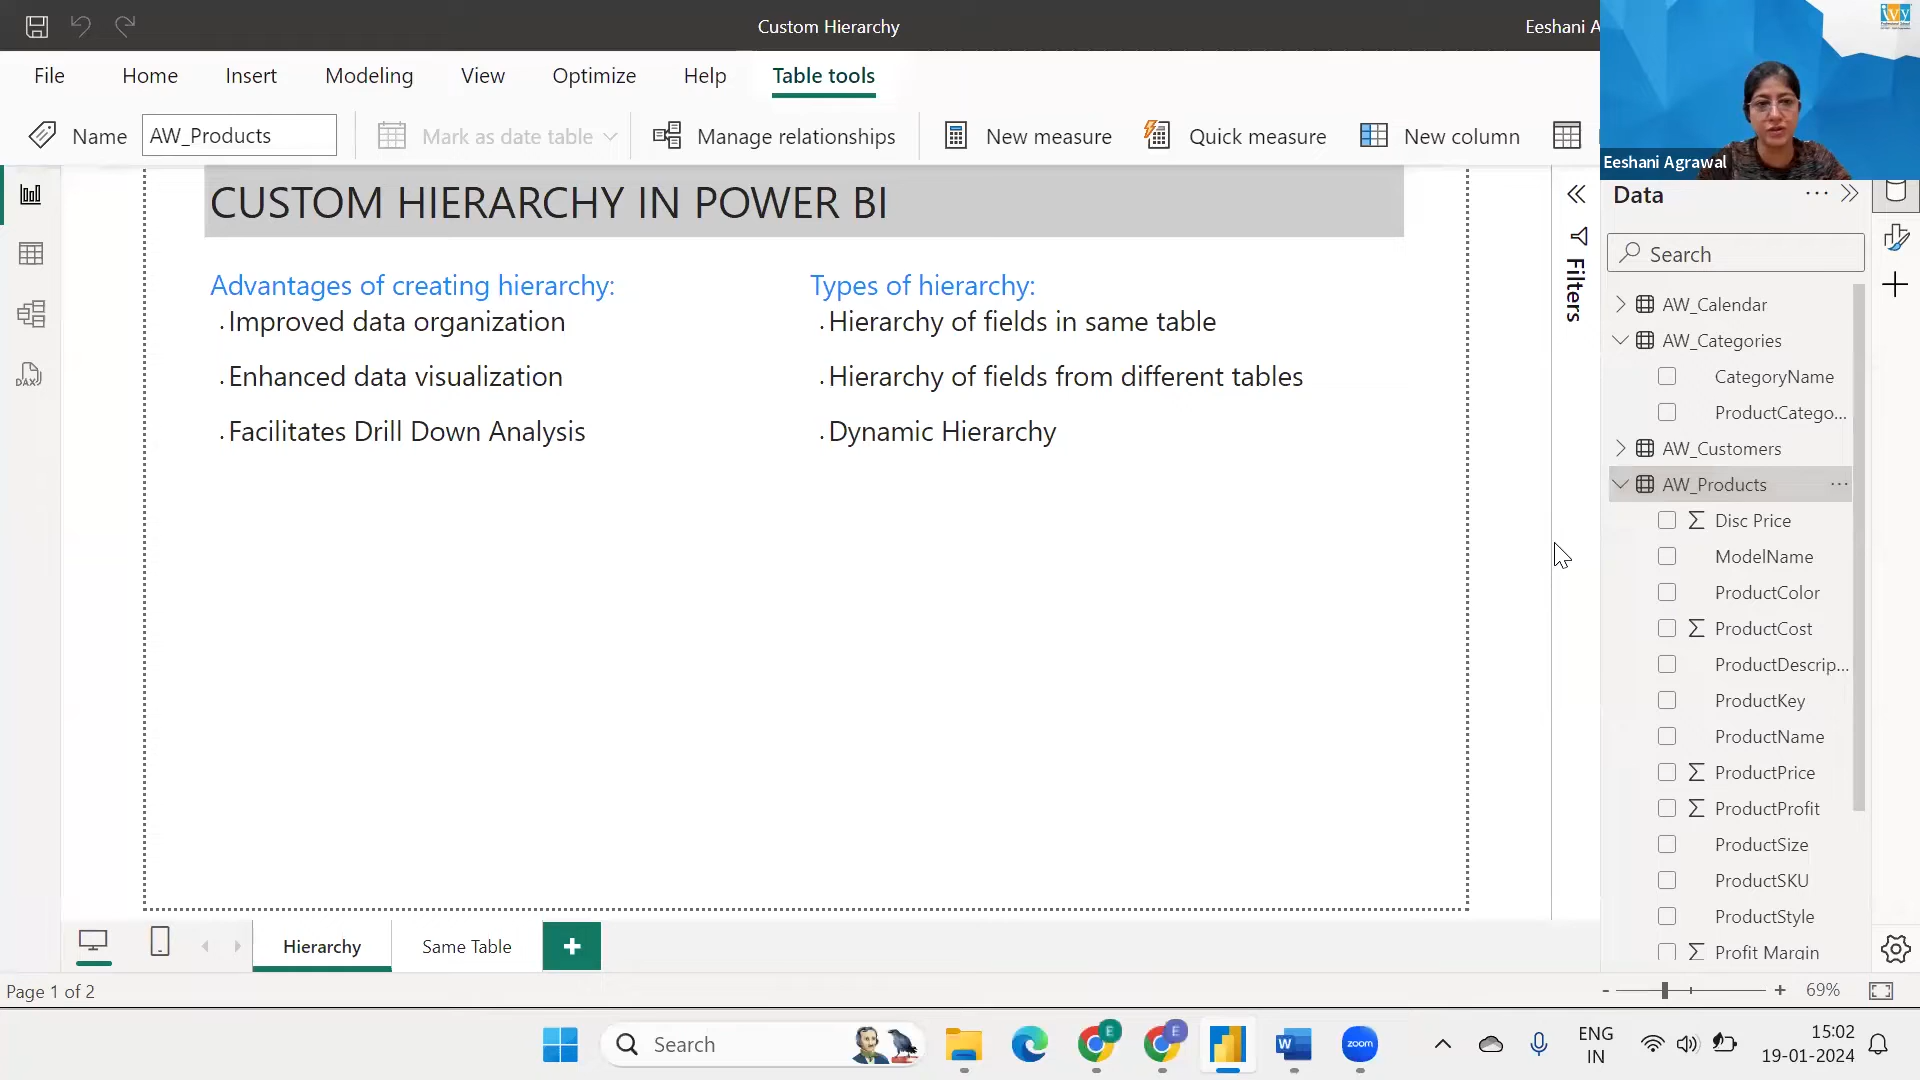 Custom Hierarchy
Eeshani A
File Home Insert Modeling View Optimize Help Table tools
Name AW_Products Mark as date table Manage relationships New measure Quick measure New column
ivy
Eeshani Agrawal
CUSTOM HIERARCHY IN POWER BI
Advantages of creating hierarchy:
. Improved data organization
. Enhanced data visualization
. Facilitates Drill Down Analysis
Types of hierarchy:
. Hierarchy of fields in same table
. Hierarchy of fields from different tables
. Dynamic Hierarchy
DAX
Filters
Data
Search
AW_Calendar
AW_Categories
CategoryName
ProductCatego...
AW_Customers
AW_Products
Disc Price
ModelName
ProductColor
ProductCost
ProductDescrip...
ProductKey
ProductName
ProductPrice
ProductProfit
ProductSize
ProductSKU
ProductStyle
Profit Margin
Hierarchy Same Table
Page 1 of 2
- + 69%
Search
E
E
W
zoom
ENG
IN
15:02
19-01-2024